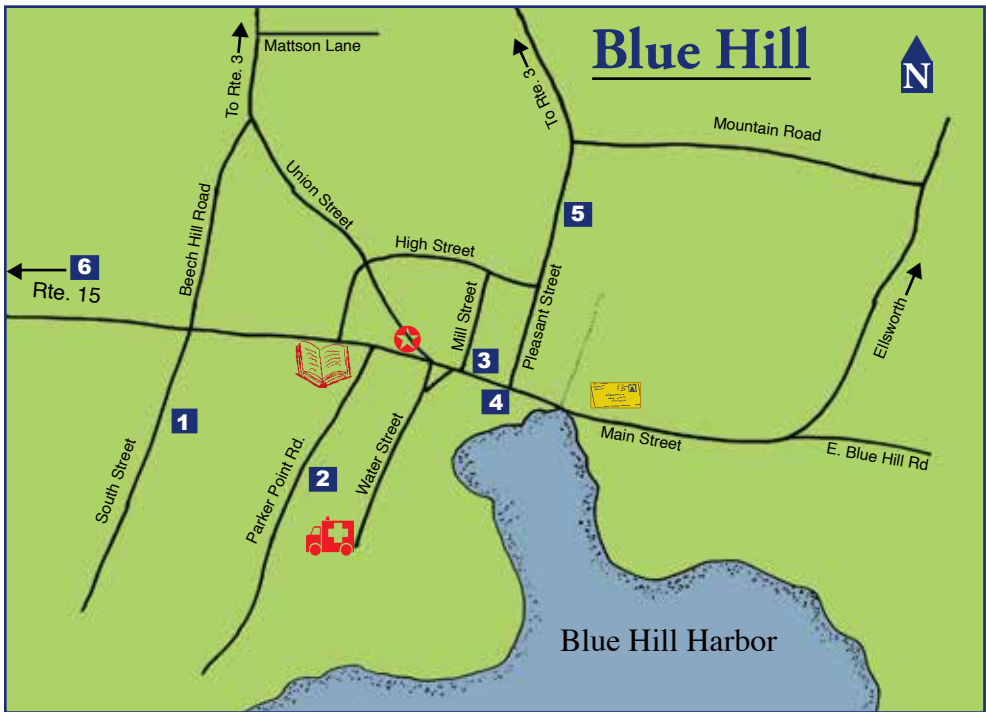 Blue Hill
N
Mattson Lane
To Rte. 3
To Rte. 3
Mountain Road
Union Street
Beech Hill Road
High Street
5
6
Rte. 15
Mill Street
Pleasant Street
Ellsworth
3
4
1
Main Street
E. Blue Hill Rd
South Street
Parker Point Rd.
2
Water Street
Blue Hill Harbor